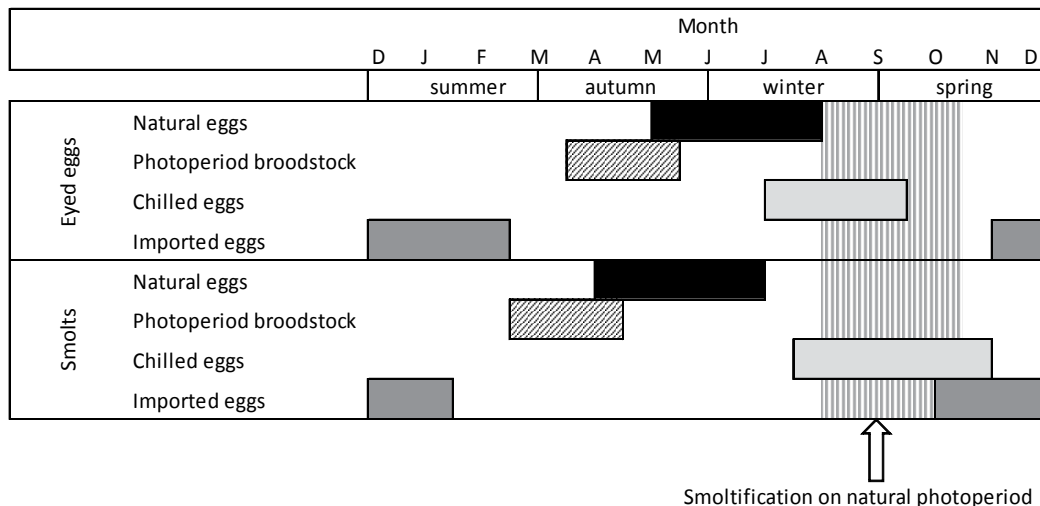 Month
D J F M A M J J A S O N D
summer autumn winter spring
Eyed eggs
Natural eggs
Photoperiod broodstock
Chilled eggs
Imported eggs
Smolts
Natural eggs
Photoperiod broodstock
Chilled eggs
Imported eggs
Smoltification on natural photoperiod